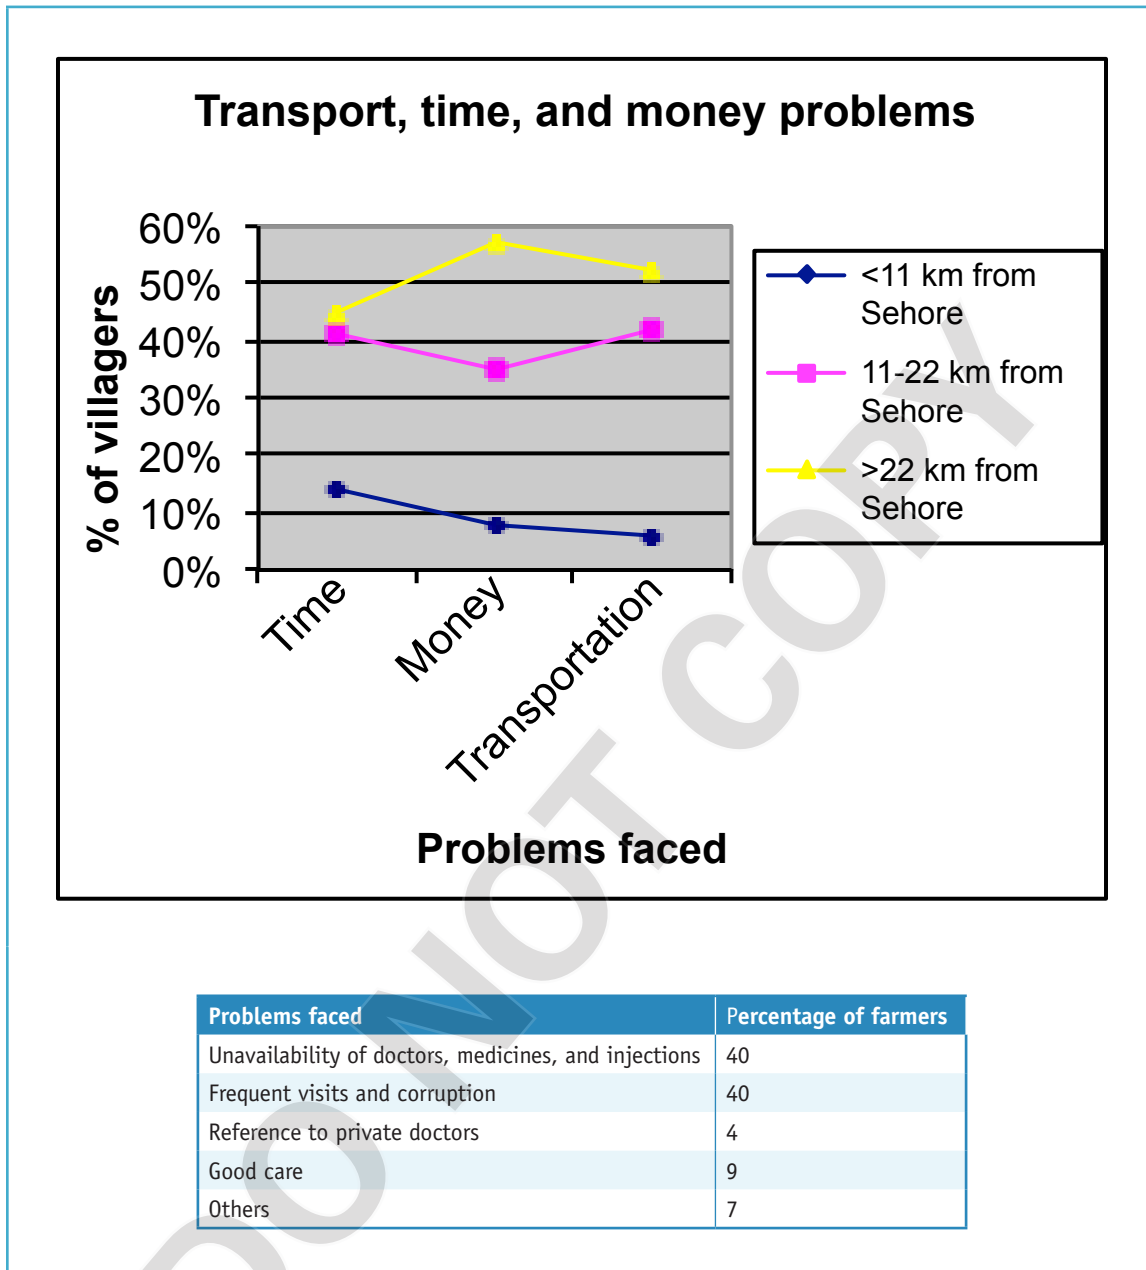 Transport, time, and money problems
60%
50%
40%
30%
20%
10%
0%
% of villagers
Time
Money
Transportation
Problems faced
<11 km from
Sehore
11-22 km from
Sehore
>22 km from
Sehore
Problems faced Percentage of farmers
Unavailability of doctors, medicines, and injections 40
Frequent visits and corruption 40
Reference to private doctors 4
Good care 9
Others 7
DO NOT COPY